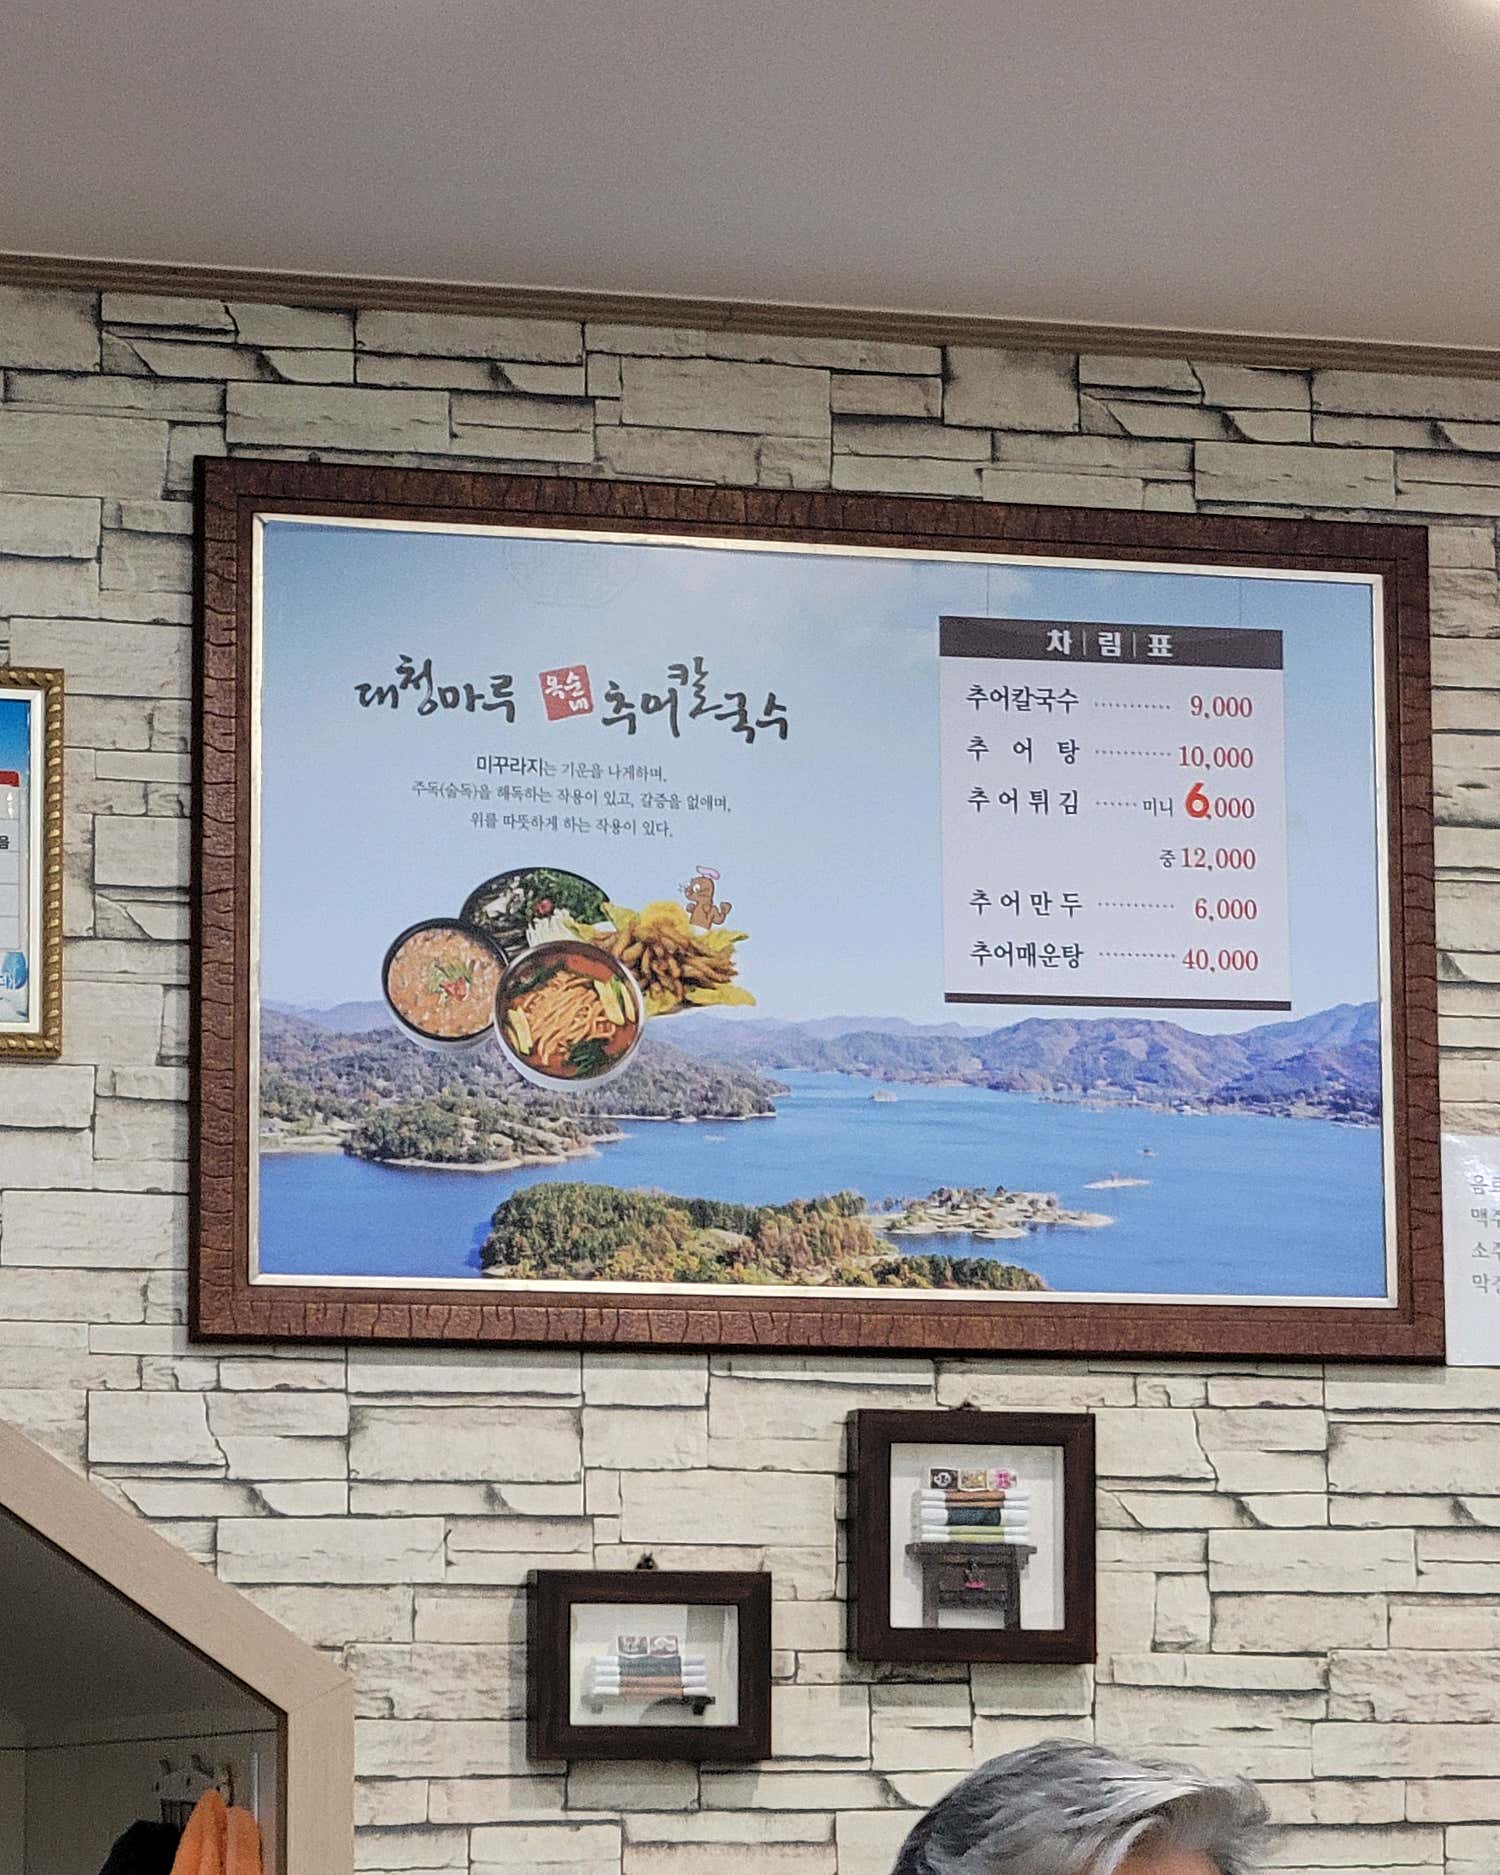 대청마루 목순네 추어칼국수
미꾸라지는 기운을 나게하며,
주독(술독)을 해독하는 작용이 있고, 갈증을 없애며,
위를 따뜻하게 하는 작용이 있다.
차림표
추어칼국수 ··········· 9,000
추 어 탕 ··········· 10,000
추어튀김 ······ 미니 6,000
중 12,000
추어만두 ··········· 6,000
추어매운탕 ··········· 40,000